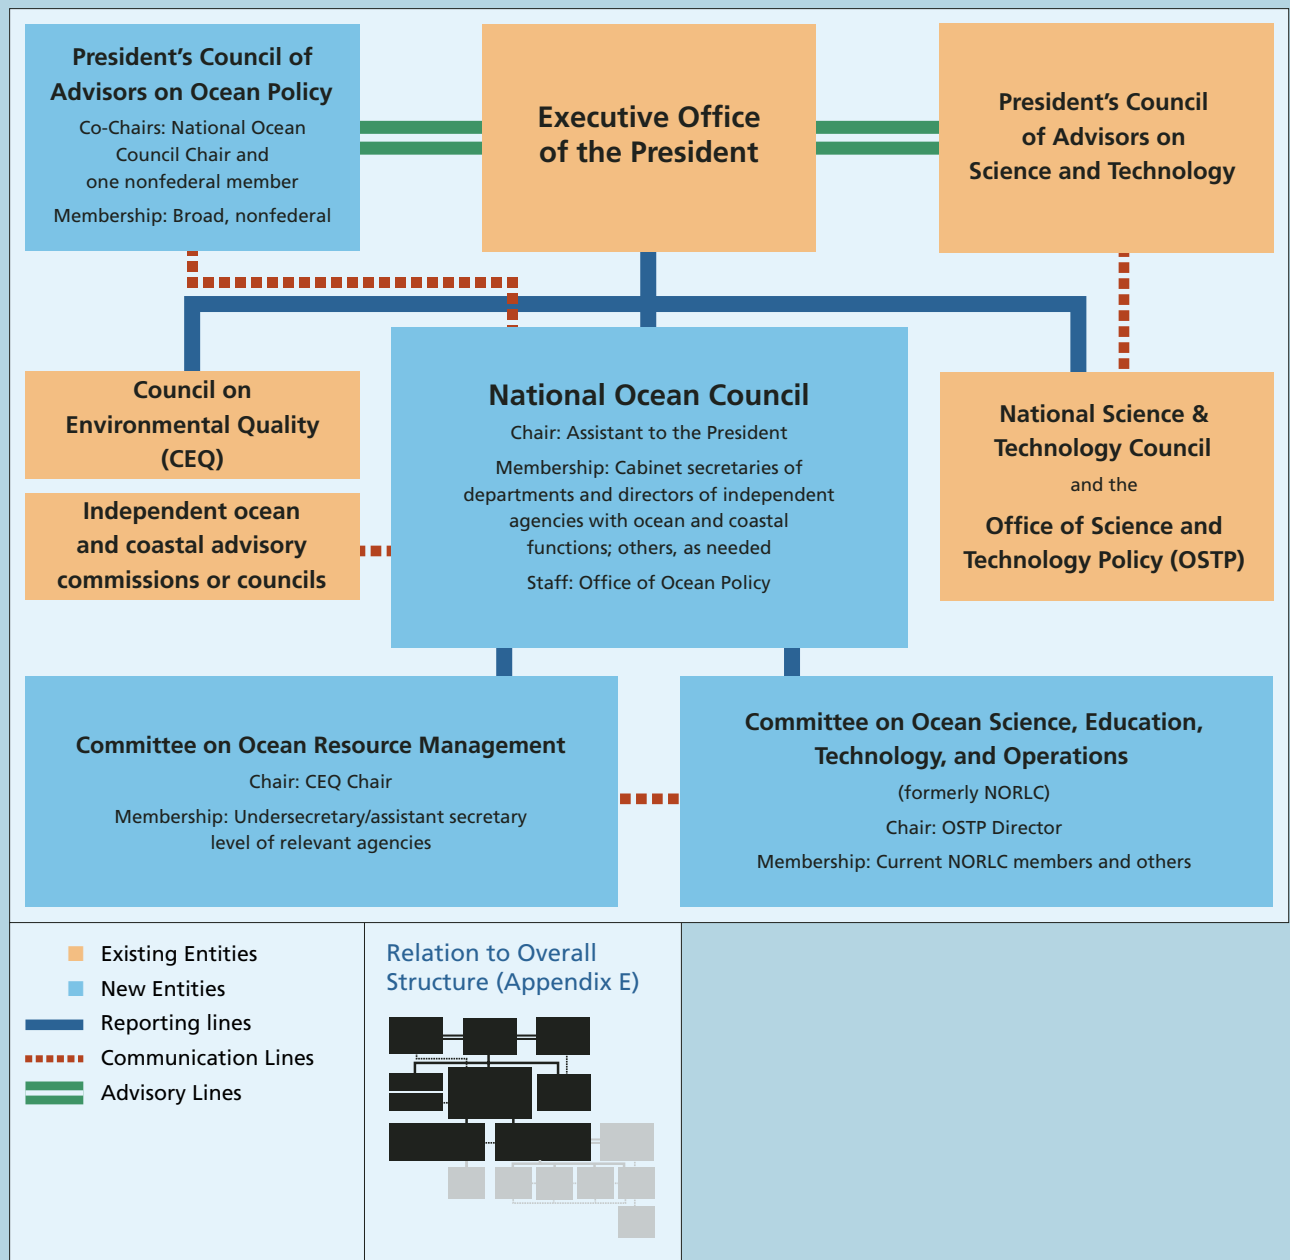 President’s Council of
Advisors on Ocean Policy
Co-Chairs: National Ocean
Council Chair and
one nonfederal member
Membership: Broad, nonfederal
Executive Office
of the President
President’s Council
of Advisors on
Science and Technology
Council on
Environmental Quality
(CEQ)
Independent ocean
and coastal advisory
commissions or councils
National Ocean Council
Chair: Assistant to the President
Membership: Cabinet secretaries of
departments and directors of independent
agencies with ocean and coastal
functions; others, as needed
Staff: Office of Ocean Policy
National Science &
Technology Council
and the
Office of Science and
Technology Policy (OSTP)
Committee on Ocean Resource Management
Chair: CEQ Chair
Membership: Undersecretary/assistant secretary
level of relevant agencies
Committee on Ocean Science, Education,
Technology, and Operations
(formerly NORLC)
Chair: OSTP Director
Membership: Current NORLC members and others
Existing Entities
New Entities
Reporting lines
Communication Lines
Advisory Lines
Relation to Overall
Structure (Appendix E)